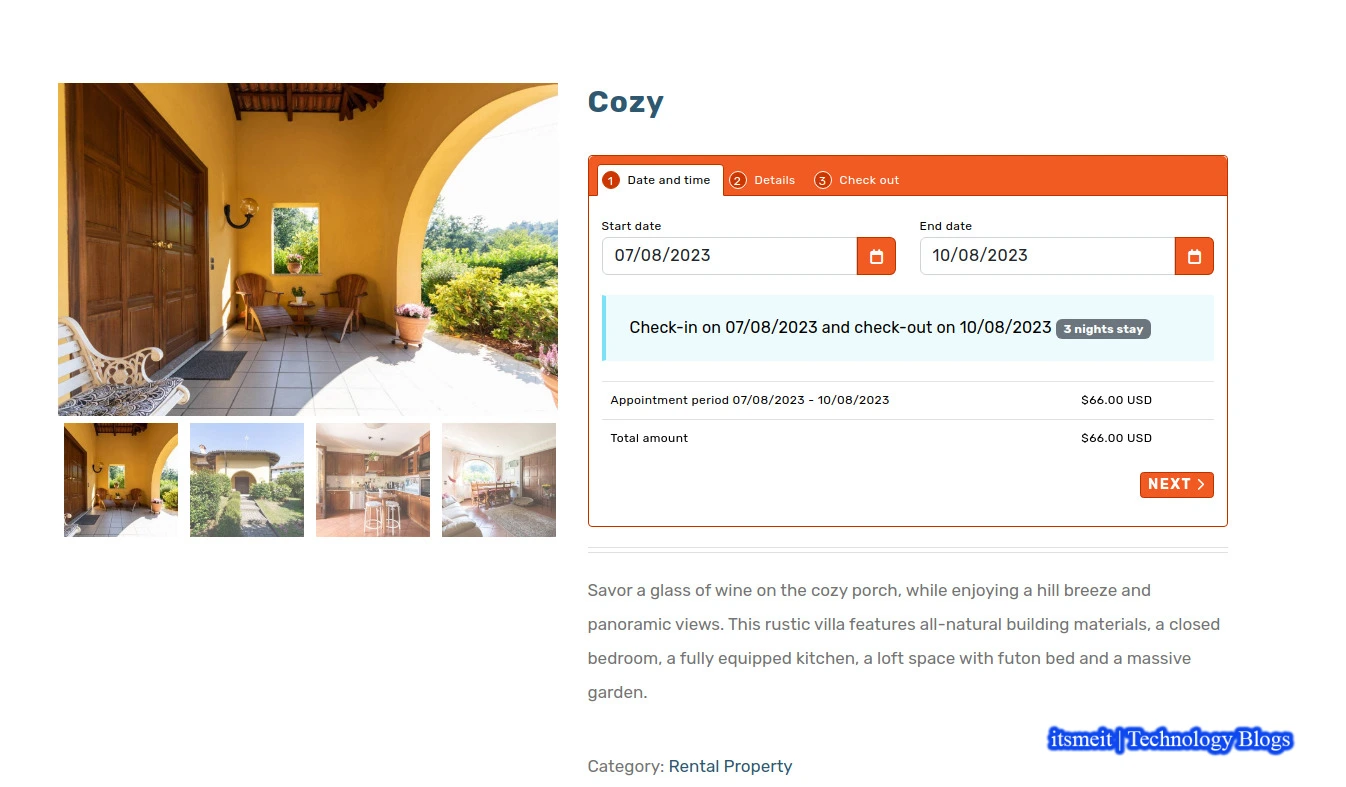 Cozy
1 Date and time 2 Details 3 Check out
Start date End date
07/08/2023 10/08/2023
Check-in on 07/08/2023 and check-out on 10/08/2023 3 nights stay
Appointment period 07/08/2023 - 10/08/2023 $66.00 USD
Total amount $66.00 USD
NEXT
Savor a glass of wine on the cozy porch, while enjoying a hill breeze and
panoramic views. This rustic villa features all-natural building materials, a closed
bedroom, a fully equipped kitchen, a loft space with futon bed and a massive
garden.
itsmeit | Technology Blogs
Category: Rental Property